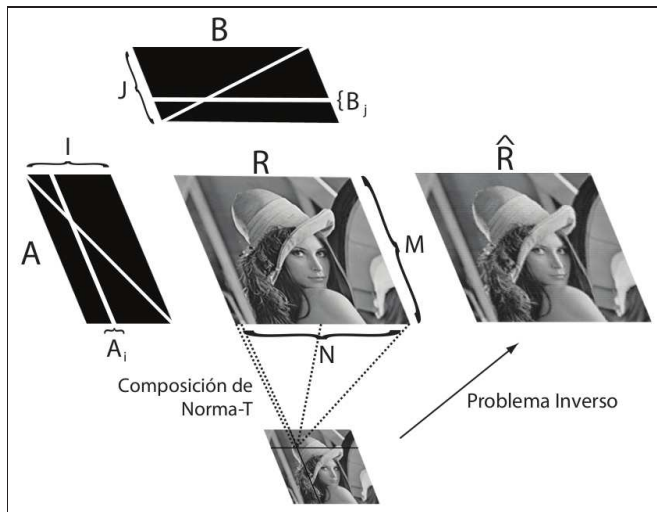 B
J
B j
I
R
R̂
A
M
A i
N
Composición de
Norma-T
Problema Inverso